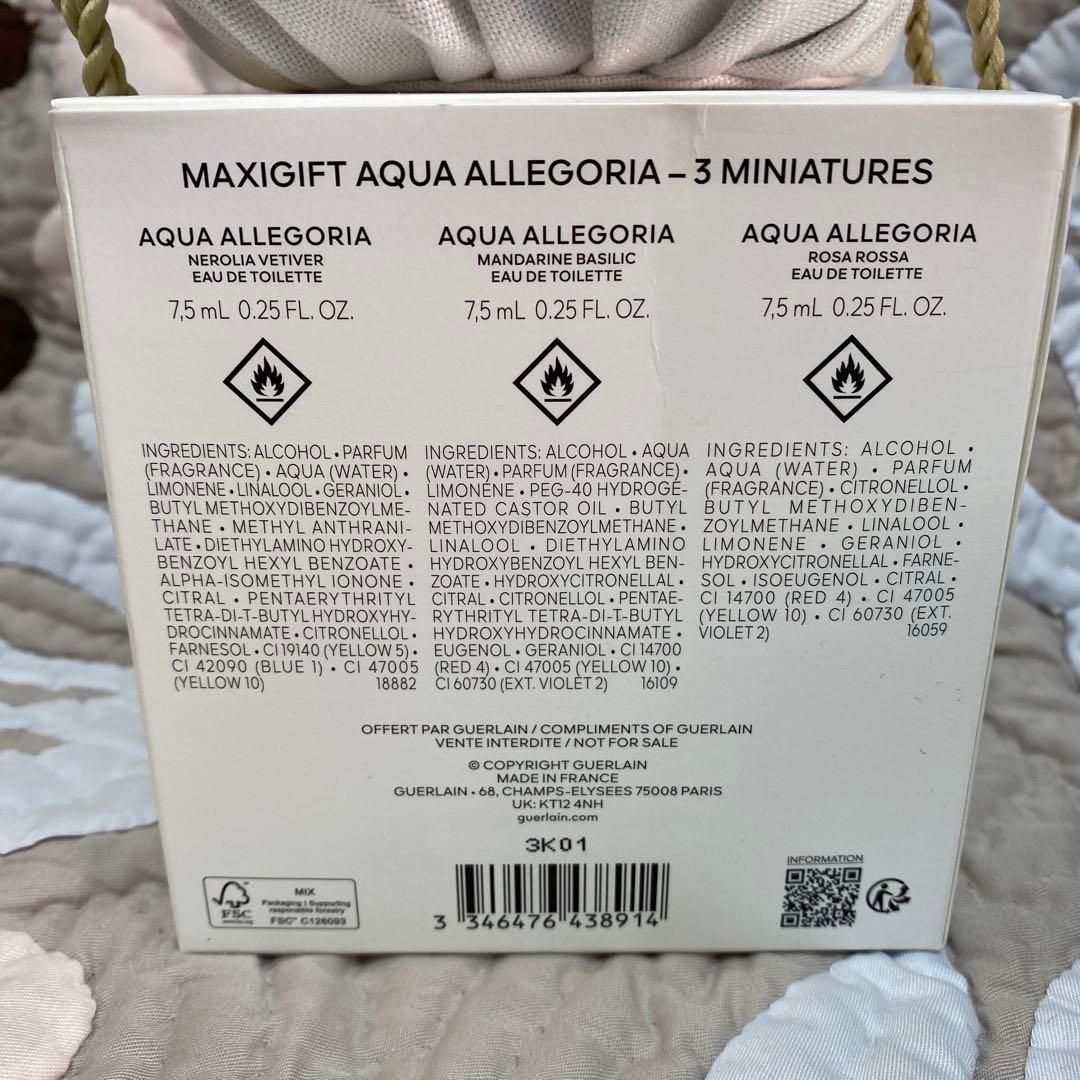 MAXIGIFT AQUA ALLEGORIA – 3 MINIATURES
AQUA ALLEGORIA
NEROLIA VETIVER
EAU DE TOILETTE
7,5 mL 0.25 FL. OZ.
INGREDIENTS: ALCOHOL • PARFUM
(FRAGRANCE) • AQUA (WATER) •
LIMONENE • LINALOOL • GERANIOL •
BUTYL METHOXYDIBENZOYLME-
THANE • METHYL ANTHRANI-
LATE • DIETHYLAMINO HYDROXY-
BENZOYL HEXYL BENZOATE •
ALPHA-ISOMETHYL IONONE •
CITRAL • PENTAERYTHRITYL
TETRA-DI-T-BUTYL HYDROXYHY-
DROCINNAMATE • CITRONELLOL •
FARNESOL • CI 19140 (YELLOW 5) •
CI 42090 (BLUE 1) • CI 47005
(YELLOW 10) 18882
AQUA ALLEGORIA
MANDARINE BASILIC
EAU DE TOILETTE
7,5 mL 0.25 FL. OZ.
INGREDIENTS: ALCOHOL • AQUA
(WATER) • PARFUM (FRAGRANCE) •
LIMONENE • PEG-40 HYDROGE-
NATED CASTOR OIL • BUTYL
METHOXYDIBENZOYLMETHANE •
LINALOOL • DIETHYLAMINO
HYDROXYBENZOYL HEXYL BEN-
ZOATE • HYDROXYCITRONELLAL •
CITRAL • CITRONELLOL • PENTAE-
RYTHRITYL TETRA-DI-T-BUTYL
HYDROXYHYDROCINNAMATE •
EUGENOL • GERANIOL • CI 14700
(RED 4) • CI 47005 (YELLOW 10) •
CI 60730 (EXT. VIOLET 2) 16109
AQUA ALLEGORIA
ROSA ROSSA
EAU DE TOILETTE
7,5 mL 0.25 FL. OZ.
INGREDIENTS: ALCOHOL •
AQUA (WATER) • PARFUM
(FRAGRANCE) • CITRONELLOL •
BUTYL METHOXYDIBEN-
ZOYLMETHANE • LINALOOL •
LIMONENE • GERANIOL •
HYDROXYCITRONELLAL • FARNE-
SOL • ISOEUGENOL • CITRAL •
CI 14700 (RED 4) • CI 47005
(YELLOW 10) • CI 60730 (EXT.
VIOLET 2) 16059
OFFERT PAR GUERLAIN / COMPLIMENTS OF GUERLAIN
VENTE INTERDITE / NOT FOR SALE
© COPYRIGHT GUERLAIN
MADE IN FRANCE
GUERLAIN • 68, CHAMPS-ELYSEES 75008 PARIS
UK: KT12 4NH
guerlain.com
3K01
FSC
MIX
Packaging | Supporting
responsible forestry
FSC™ C126093
3 346476 438914
INFORMATION